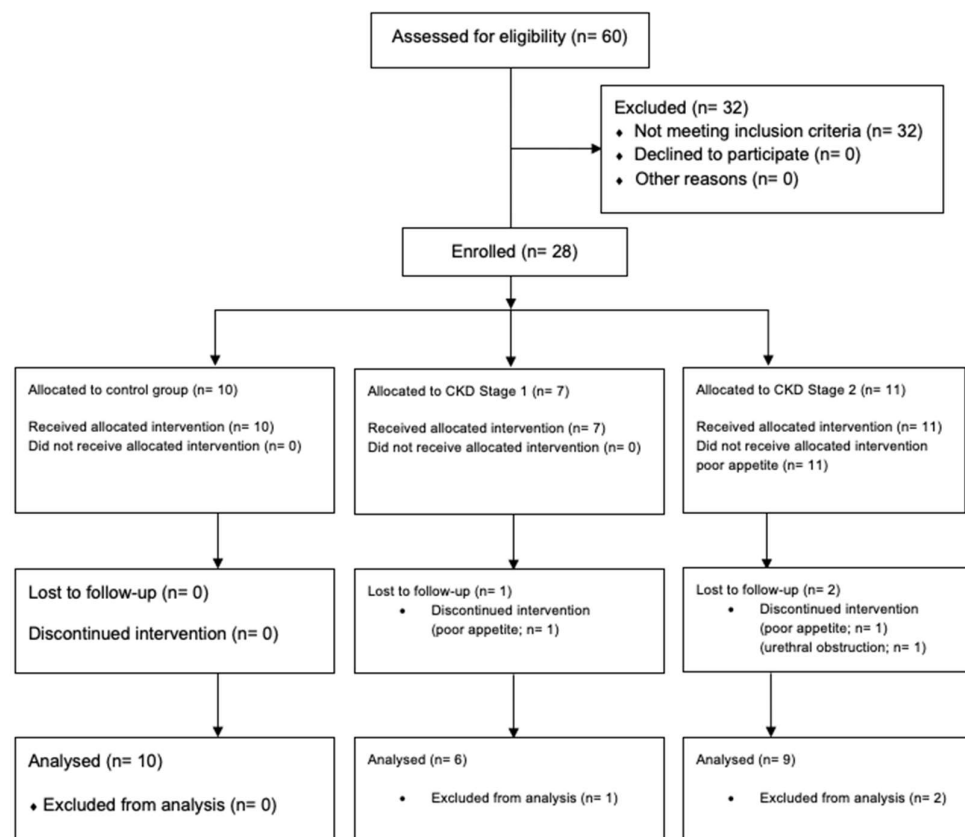 Assessed for eligibility (n= 60)
Excluded (n= 32)
♦ Not meeting inclusion criteria (n= 32)
♦ Declined to participate (n= 0)
♦ Other reasons (n= 0)
Enrolled (n= 28)
Allocated to control group (n= 10)
Received allocated intervention (n= 10)
Did not receive allocated intervention (n= 0)
Allocated to CKD Stage 1 (n= 7)
Received allocated intervention (n= 7)
Did not receive allocated intervention (n= 0)
Allocated to CKD Stage 2 (n= 11)
Received allocated intervention (n= 11)
Did not receive allocated intervention
poor appetite (n= 11)
Lost to follow-up (n= 0)
Discontinued intervention (n= 0)
Lost to follow-up (n= 1)
• Discontinued intervention
(poor appetite; n= 1)
Lost to follow-up (n= 2)
• Discontinued intervention
(poor appetite; n= 1)
(urethral obstruction; n= 1)
Analysed (n= 10)
♦ Excluded from analysis (n= 0)
Analysed (n= 6)
• Excluded from analysis (n= 1)
Analysed (n= 9)
• Excluded from analysis (n= 2)